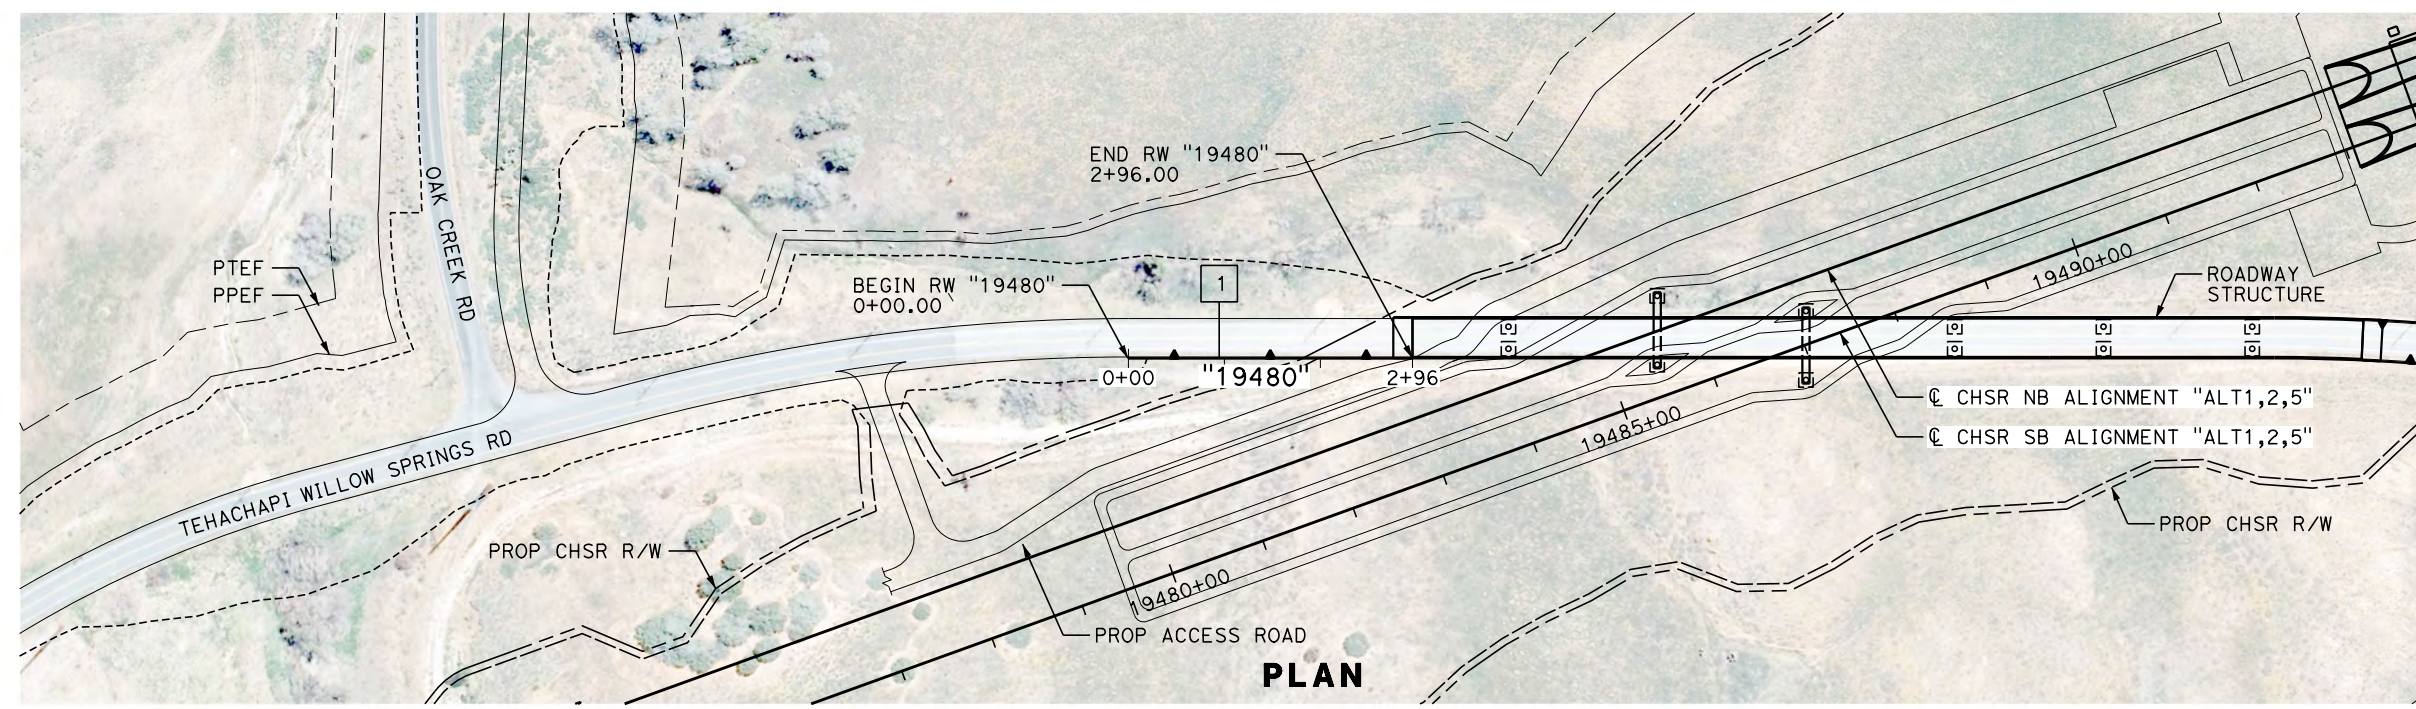 END RW "19480"
2+96.00
OAK CREEK RD
19490+00
PTEF
PPEF
BEGIN RW "19480"
0+00.00
1
ROADWAY
STRUCTURE
0+00
"19480"
2+96
℄ CHSR NB ALIGNMENT "ALT1,2,5"
19485+00
℄ CHSR SB ALIGNMENT "ALT1,2,5"
TEHACHAPI WILLOW SPRINGS RD
PROP CHSR R/W
PROP CHSR R/W
19480+00
PROP ACCESS ROAD
PLAN